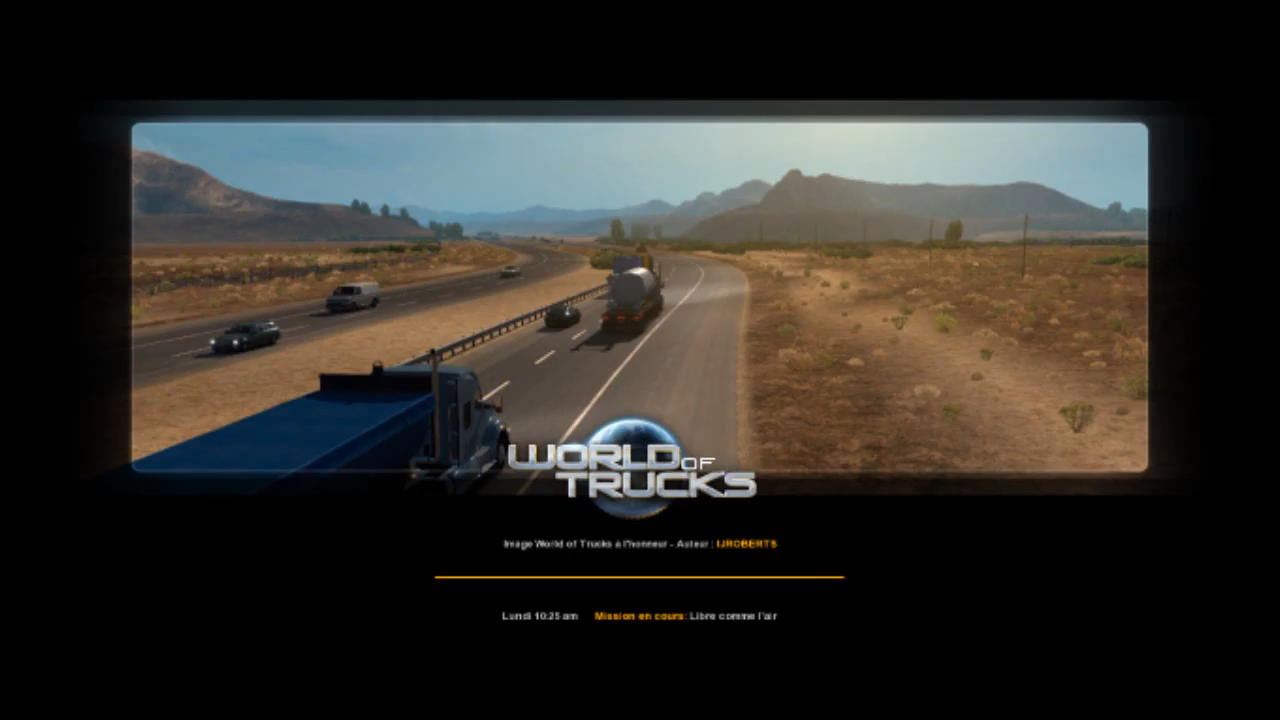 WORLD OF
TRUCKS
Image World of Trucks à l'honneur - Auteur : IJROBERTS
Lundi 10:25 am Mission en cours: Libre comme l'air